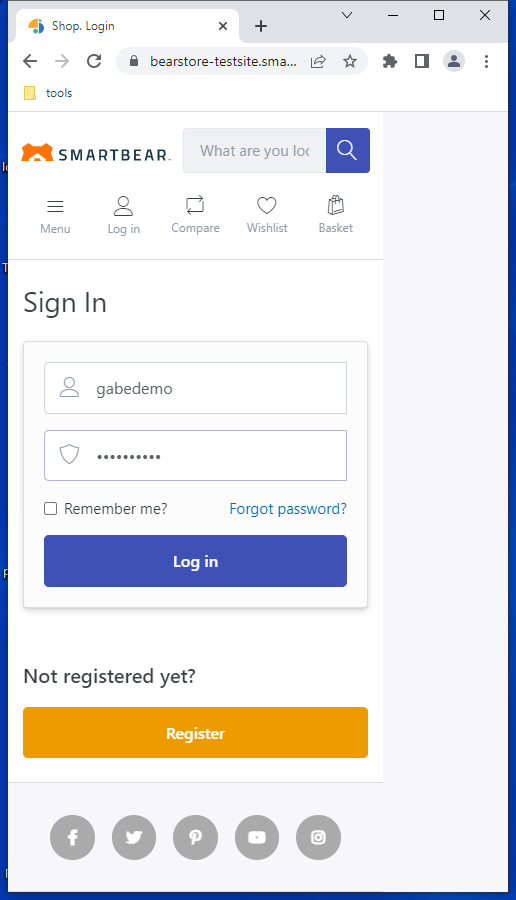 Shop. Login
bearstore-testsite.sma...
tools
SMARTBEAR.
What are you loo
Menu
Log in
Compare
Wishlist
Basket
Sign In
gabedemo
••••••••••
Remember me?
Forgot password?
Log in
Not registered yet?
Register